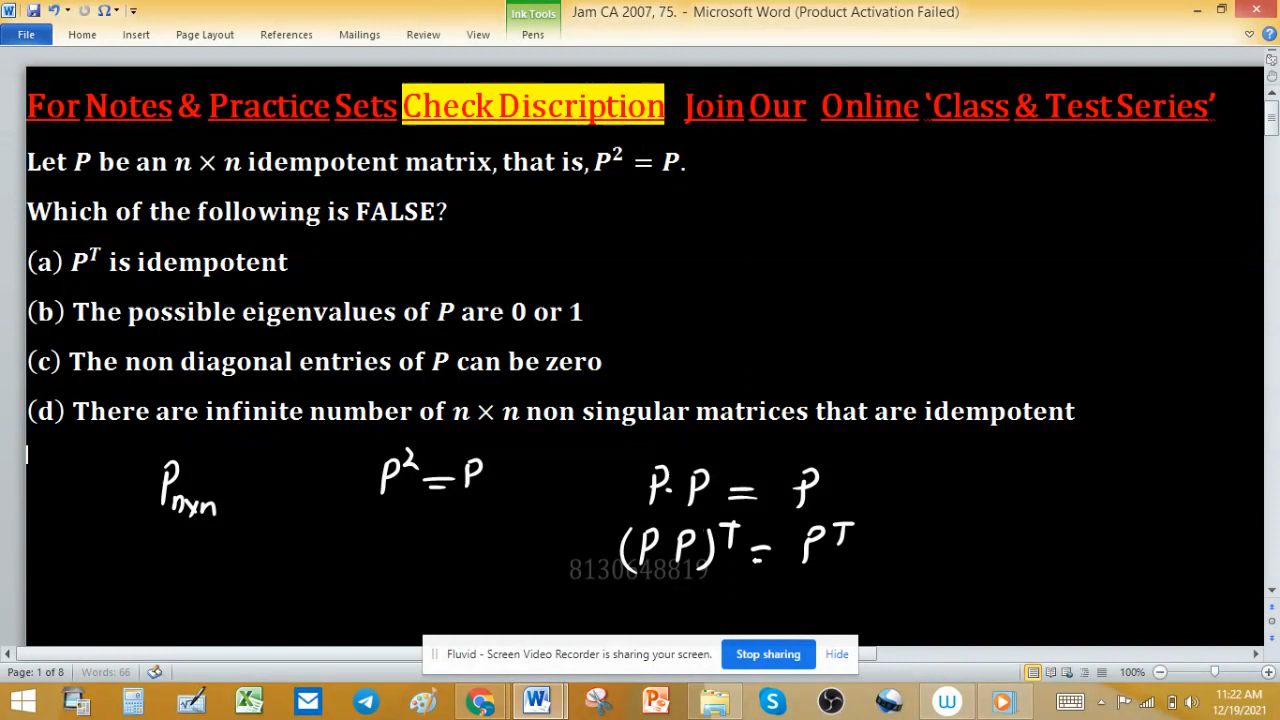 Ink Tools
Jam CA 2007, 75. - Microsoft Word (Product Activation Failed)
File Home Insert Page Layout References Mailings Review View Pens
For Notes & Practice Sets Check Discription Join Our Online 'Class & Test Series'
Let P be an n × n idempotent matrix, that is, P² = P.
Which of the following is FALSE?
(a) Pᵀ is idempotent
(b) The possible eigenvalues of P are 0 or 1
(c) The non diagonal entries of P can be zero
(d) There are infinite number of n × n non singular matrices that are idempotent
Pₙₓₙ P² = P P. P = P
(P P)ᵀ = Pᵀ
8130648819
Fluvid - Screen Video Recorder is sharing your screen. Stop sharing Hide
Page: 1 of 8 Words: 66 100%
11:22 AM
12/19/2021